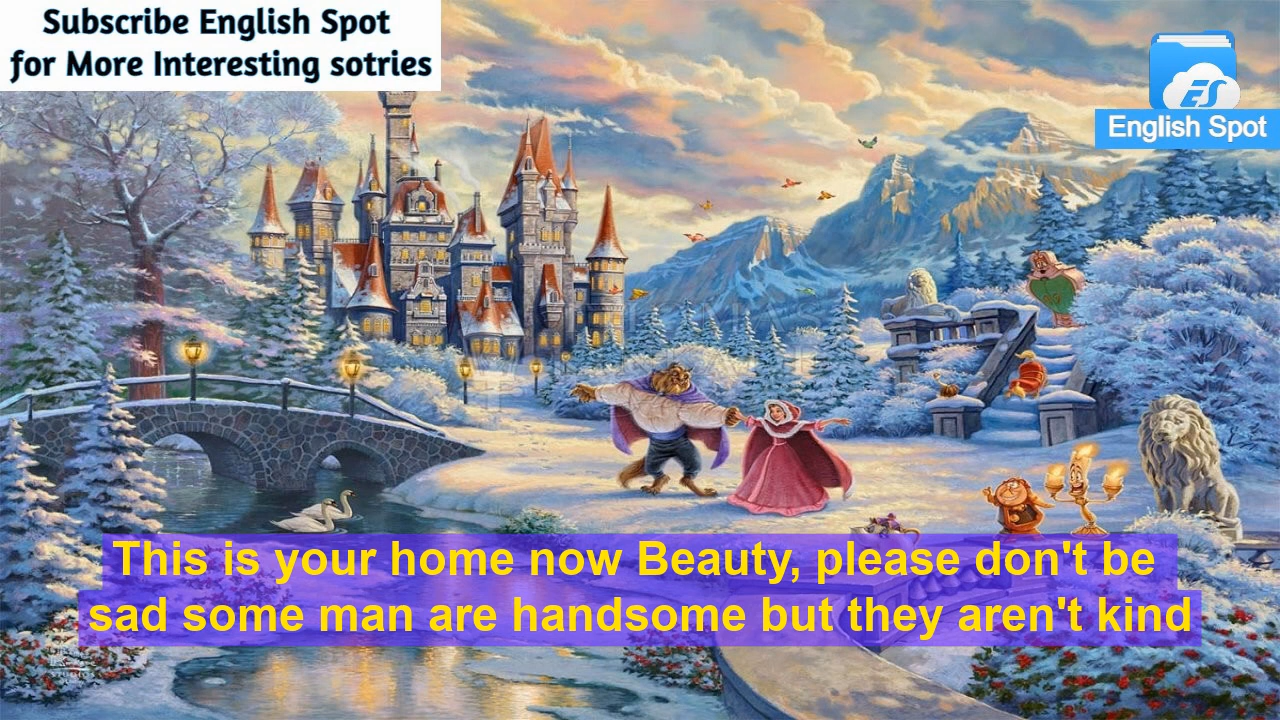 Subscribe English Spot
for More Interesting sotries
ES
English Spot
THOMAS
This is your home now Beauty, please don't be
sad some man are handsome but they aren't kind